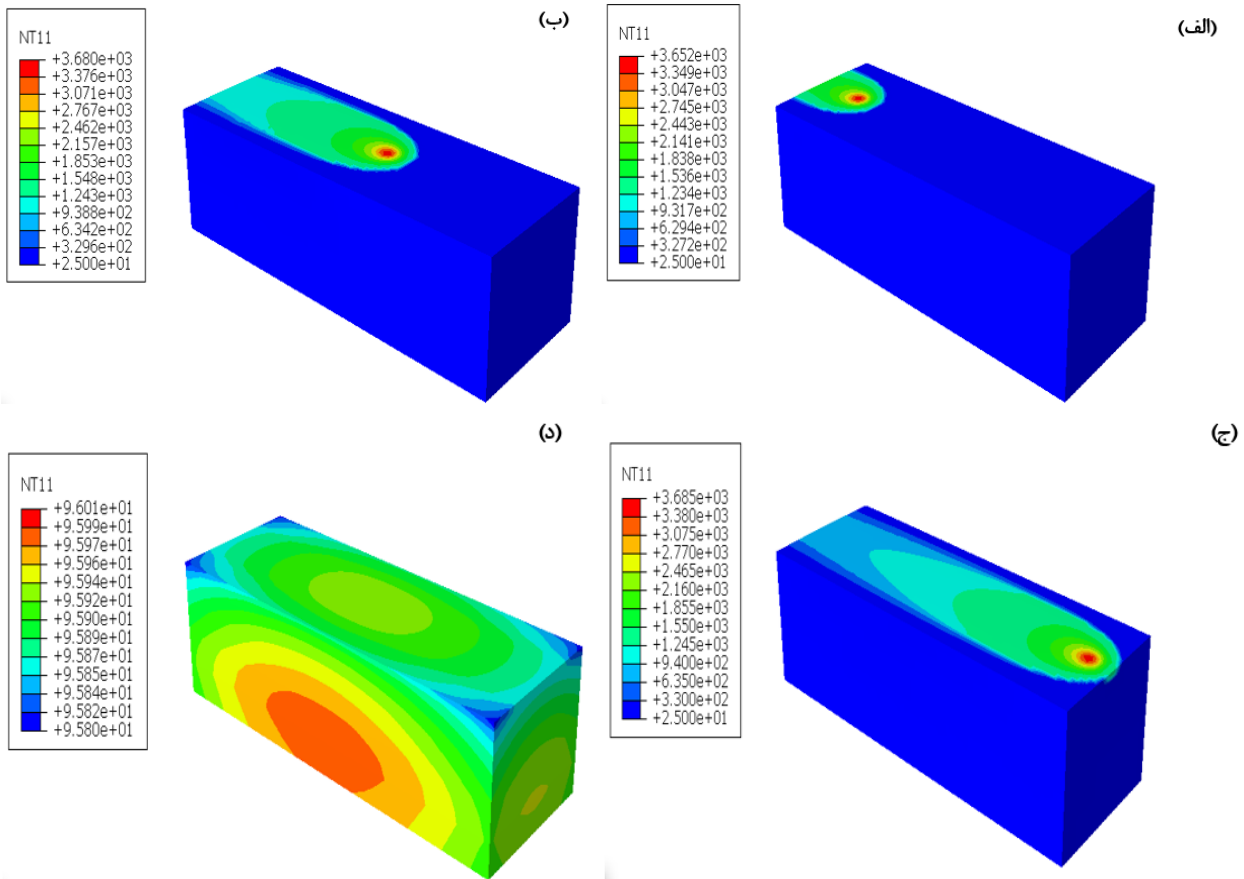 (الف)
NT11
+3.652e+03
+3.349e+03
+3.047e+03
+2.745e+03
+2.443e+03
+2.141e+03
+1.838e+03
+1.536e+03
+1.234e+03
+9.317e+02
+6.294e+02
+3.272e+02
+2.500e+01
(ب)
NT11
+3.680e+03
+3.376e+03
+3.071e+03
+2.767e+03
+2.462e+03
+2.157e+03
+1.853e+03
+1.548e+03
+1.243e+03
+9.388e+02
+6.342e+02
+3.296e+02
+2.500e+01
(ج)
NT11
+3.685e+03
+3.380e+03
+3.075e+03
+2.770e+03
+2.465e+03
+2.160e+03
+1.855e+03
+1.550e+03
+1.245e+03
+9.400e+02
+6.350e+02
+3.300e+02
+2.500e+01
(د)
NT11
+9.601e+01
+9.599e+01
+9.597e+01
+9.596e+01
+9.594e+01
+9.592e+01
+9.590e+01
+9.589e+01
+9.587e+01
+9.585e+01
+9.584e+01
+9.582e+01
+9.580e+01